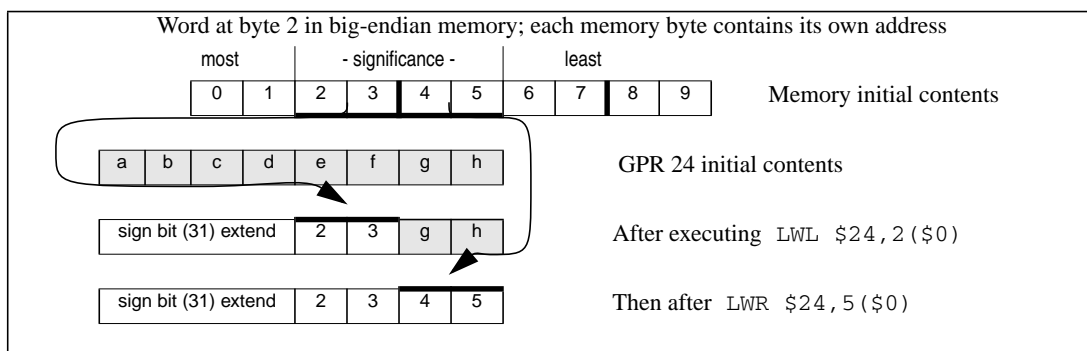 Word at byte 2 in big-endian memory; each memory byte contains its own address
most - significance - least
0 1 2 3 4 5 6 7 8 9 Memory initial contents
a b c d e f g h GPR 24 initial contents
sign bit (31) extend 2 3 g h After executing LWL $24,2($0)
sign bit (31) extend 2 3 4 5 Then after LWR $24,5($0)